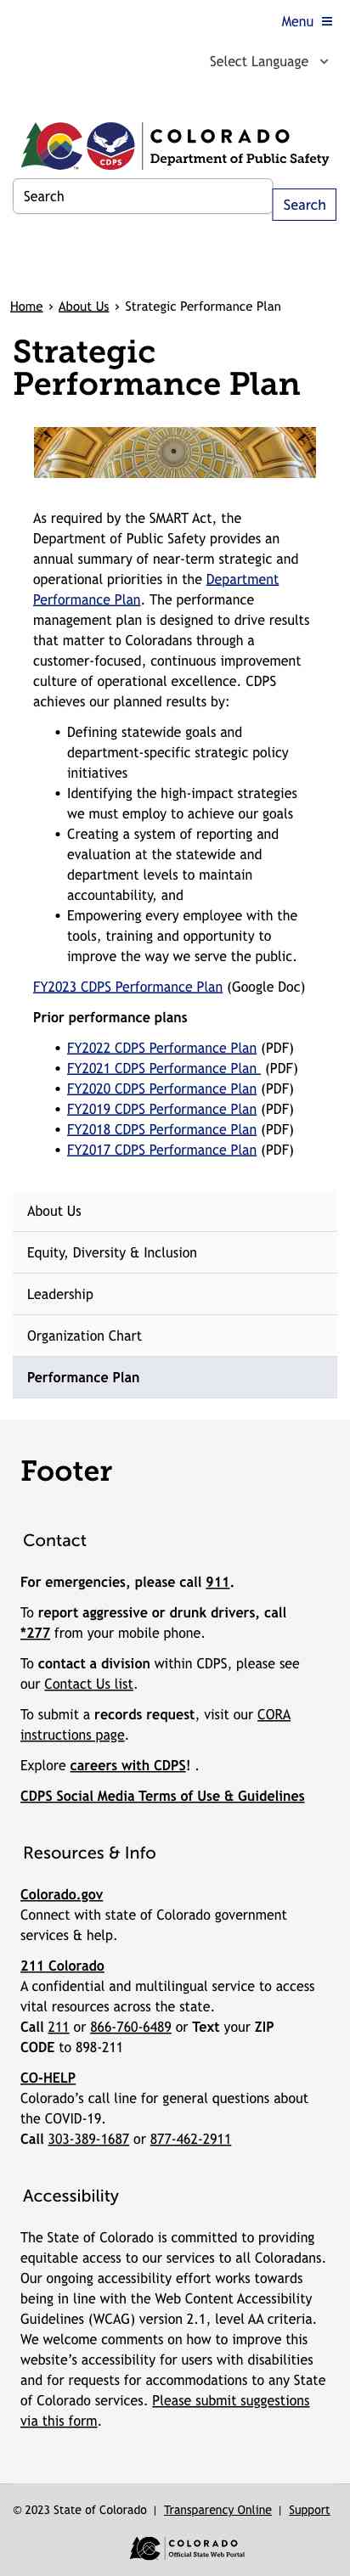 Menu
Select Language
CDPS
COLORADO
Department of Public Safety
Search
Search
Home › About Us › Strategic Performance Plan
Strategic
Performance Plan
As required by the SMART Act, the
Department of Public Safety provides an
annual summary of near-term strategic and
operational priorities in the Department
Performance Plan. The performance
management plan is designed to drive results
that matter to Coloradans through a
customer-focused, continuous improvement
culture of operational excellence. CDPS
achieves our planned results by:
• Defining statewide goals and
department-specific strategic policy
initiatives
• Identifying the high-impact strategies
we must employ to achieve our goals
• Creating a system of reporting and
evaluation at the statewide and
department levels to maintain
accountability, and
• Empowering every employee with the
tools, training and opportunity to
improve the way we serve the public.
FY2023 CDPS Performance Plan (Google Doc)
Prior performance plans
• FY2022 CDPS Performance Plan (PDF)
• FY2021 CDPS Performance Plan (PDF)
• FY2020 CDPS Performance Plan (PDF)
• FY2019 CDPS Performance Plan (PDF)
• FY2018 CDPS Performance Plan (PDF)
• FY2017 CDPS Performance Plan (PDF)
About Us
Equity, Diversity & Inclusion
Leadership
Organization Chart
Performance Plan
Footer
Contact
For emergencies, please call 911.
To report aggressive or drunk drivers, call
*277 from your mobile phone.
To contact a division within CDPS, please see
our Contact Us list.
To submit a records request, visit our CORA
instructions page.
Explore careers with CDPS! .
CDPS Social Media Terms of Use & Guidelines
Resources & Info
Colorado.gov
Connect with state of Colorado government
services & help.
211 Colorado
A confidential and multilingual service to access
vital resources across the state.
Call 211 or 866-760-6489 or Text your ZIP
CODE to 898-211
CO-HELP
Colorado’s call line for general questions about
the COVID-19.
Call 303-389-1687 or 877-462-2911
Accessibility
The State of Colorado is committed to providing
equitable access to our services to all Coloradans.
Our ongoing accessibility effort works towards
being in line with the Web Content Accessibility
Guidelines (WCAG) version 2.1, level AA criteria.
We welcome comments on how to improve this
website’s accessibility for users with disabilities
and for requests for accommodations to any State
of Colorado services. Please submit suggestions
via this form.
© 2023 State of Colorado | Transparency Online | Support
COLORADO
Official State Web Portal